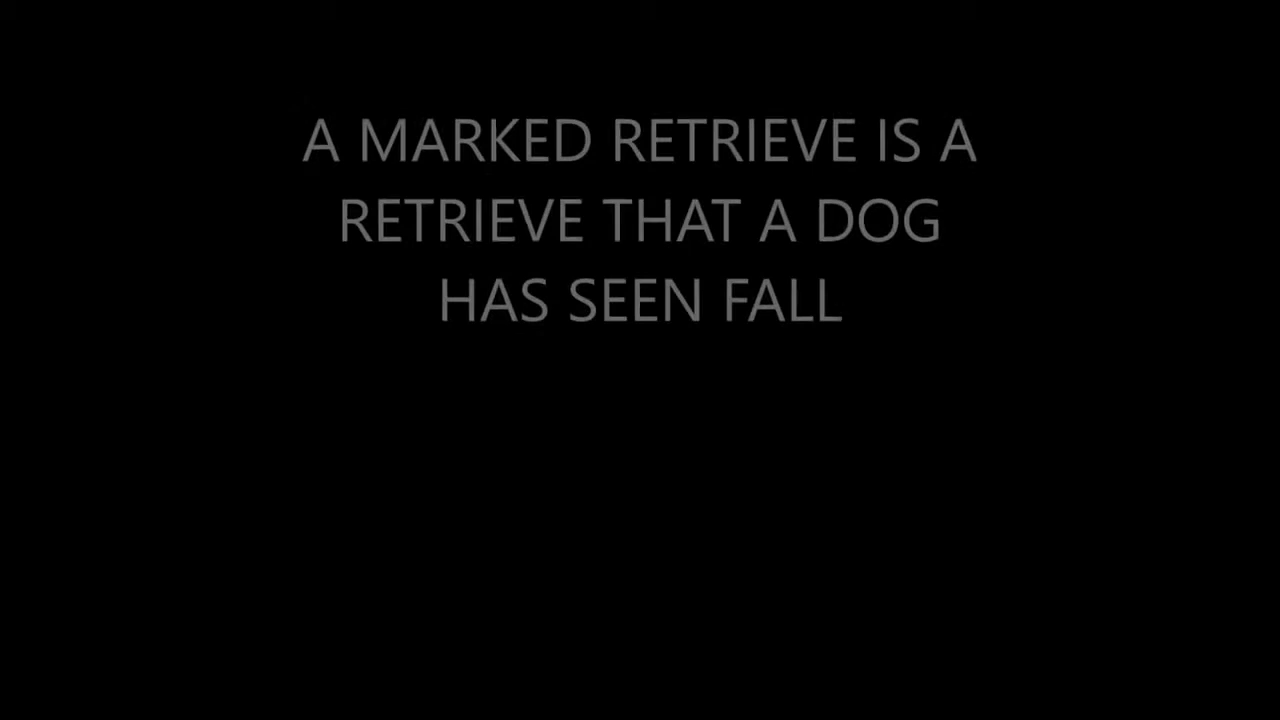 A MARKED RETRIEVE IS A
RETRIEVE THAT A DOG
HAS SEEN FALL